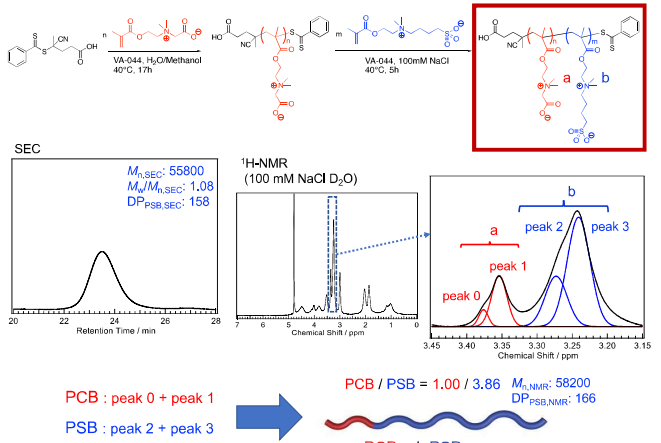 n
m
S
S
CN
OH
O
VA-044, H₂O/Methanol
40°C, 17h
VA-044, 100mM NaCl
40°C, 5h
HO
CN
a
b
SEC
Mn,SEC: 55800
Mw/Mn,SEC: 1.08
DPPSB,SEC: 158
20 22 24 26 28
Retention Time / min
¹H-NMR
(100 mM NaCl D₂O)
7 6 5 4 3 2 1 0
Chemical Shift / ppm
b
a
peak 2
peak 3
peak 1
peak 0
3.45 3.40 3.35 3.30 3.25 3.20 3.15
Chemical Shift / ppm
PCB : peak 0 + peak 1
PSB : peak 2 + peak 3
PCB / PSB = 1.00 / 3.86
Mn,NMR: 58200
DPPSB,NMR: 166